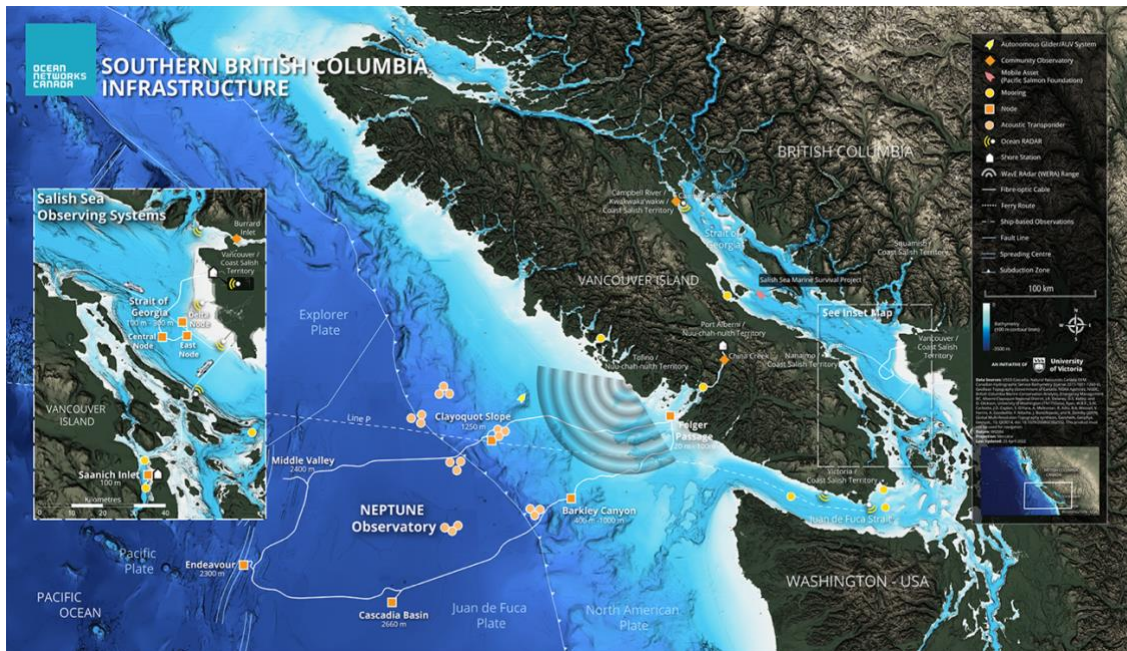 OCEAN
NETWORKS
CANADA
SOUTHERN BRITISH COLUMBIA
INFRASTRUCTURE
Salish Sea
Observing Systems
Burrard
Inlet
Vancouver /
Coast Salish
Territory
Strait of
Georgia
100 m - 300 m
Delta
Node
Central
Node
East
Node
VANCOUVER
ISLAND
Saanich Inlet
100 m
Kilometres
0
10
20
30
40
Explorer
Plate
Line P
Clayoquot Slope
1250 m
Middle Valley
2400 m
NEPTUNE
Observatory
Endeavour
2300 m
Pacific
Plate
PACIFIC
OCEAN
Cascadia Basin
2660 m
Juan de Fuca
Plate
North American
Plate
Barkley Canyon
400 m -1000 m
Folger
Passage
Campbell River /
Coast Salish Territory
Strait of
Georgia
VANCOUVER ISLAND
BRITISH COLUMBIA
Squamish /
Coast Salish
Territory
Salish Sea Marine Survival Project
See Inset Map
Port Alberni /
Nuu-chah-nulth Territory
China Creek
Tofino /
Nuu-chah-nulth Territory
Nanaimo /
Coast Salish Territory
Vancouver /
Coast Salish
Territory
Victoria /
Coast Salish Territory
Juan de Fuca Strait
WASHINGTON - USA
Autonomous Glider/AUV System
Community Observatory
Mobile Asset
(Pacific Salmon Foundation)
Mooring
Node
Acoustic Transponder
Ocean RADAR
Shore Station
WavE RAdar (WERA) Range
Fibre-optic Cable
Ferry Route
Ship-based Observations
Fault Line
Spreading Centre
Subduction Zone
100 km
Bathymetry
AN INITIATIVE OF
University
of Victoria